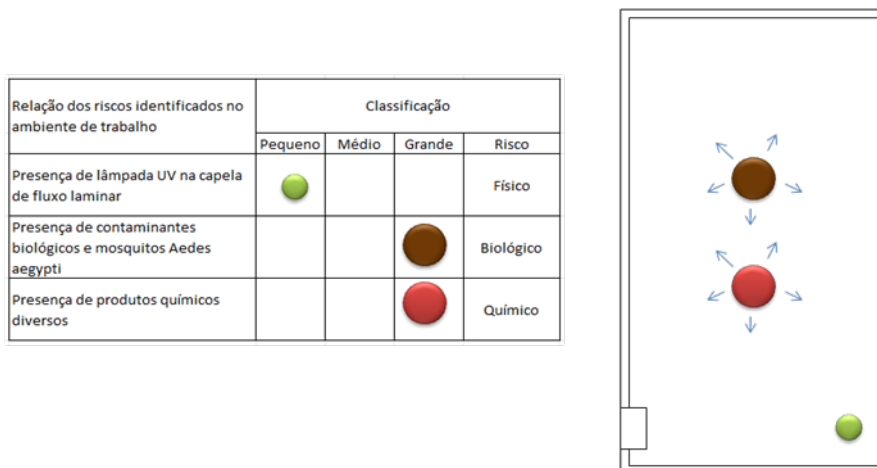 Relação dos riscos identificados no
ambiente de trabalho
Classificação
Pequeno Médio Grande Risco
Presença de lâmpada UV na capela
de fluxo laminar
Físico
Presença de contaminantes
biológicos e mosquitos Aedes
aegypti
Biológico
Presença de produtos químicos
diversos
Químico